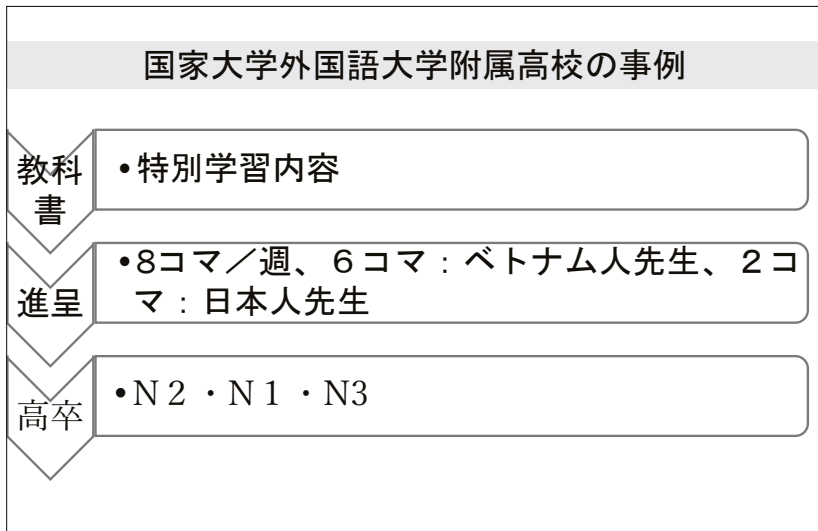 国家大学外国語大学附属高校の事例
教科
書
•特別学習内容
進呈
•8コマ／週、６コマ：ベトナム人先生、２コ
マ：日本人先生
高卒
•N２・N１・N3